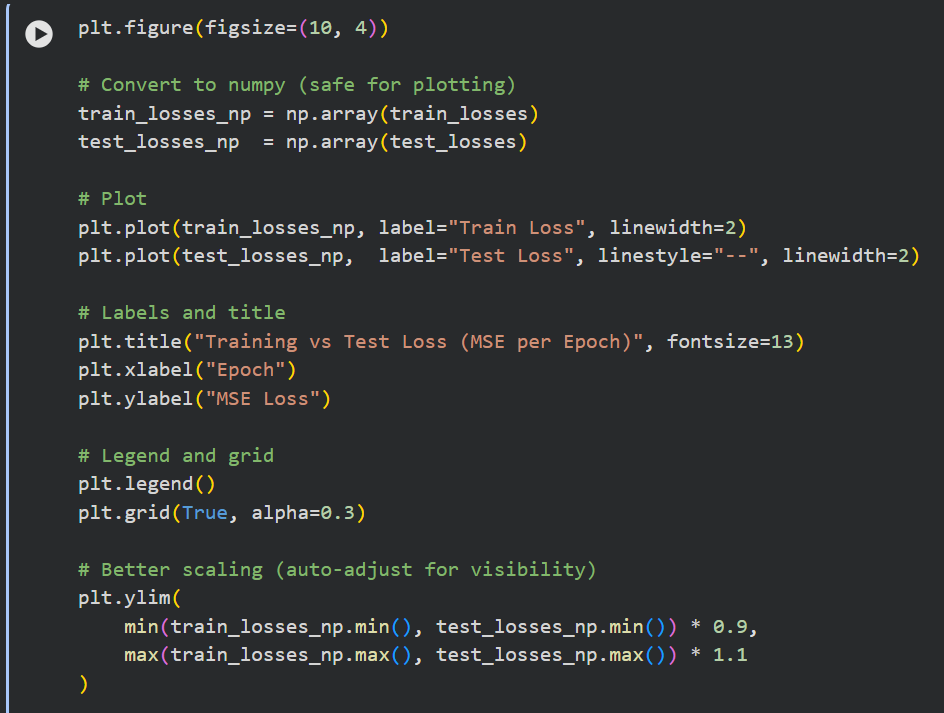 plt.figure(figsize=(10, 4))
# Convert to numpy (safe for plotting)
train_losses_np = np.array(train_losses)
test_losses_np  = np.array(test_losses)
# Plot
plt.plot(train_losses_np, label="Train Loss", linewidth=2)
plt.plot(test_losses_np,  label="Test Loss", linestyle="--", linewidth=2)
# Labels and title
plt.title("Training vs Test Loss (MSE per Epoch)", fontsize=13)
plt.xlabel("Epoch")
plt.ylabel("MSE Loss")
# Legend and grid
plt.legend()
plt.grid(True, alpha=0.3)
# Better scaling (auto-adjust for visibility)
plt.ylim(
    min(train_losses_np.min(), test_losses_np.min()) * 0.9,
    max(train_losses_np.max(), test_losses_np.max()) * 1.1
)